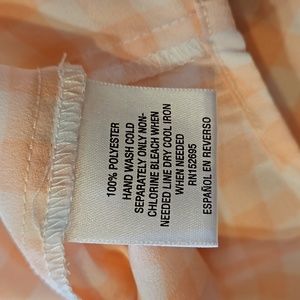 100% POLYESTER
HAND WASH COLD
SEPARATELY ONLY NON-
CHLORINE BLEACH WHEN
NEEDED LIME DRY COOL IRON
WHEN NEEDED
RN152695
ESPAÑOL EN REVERSO